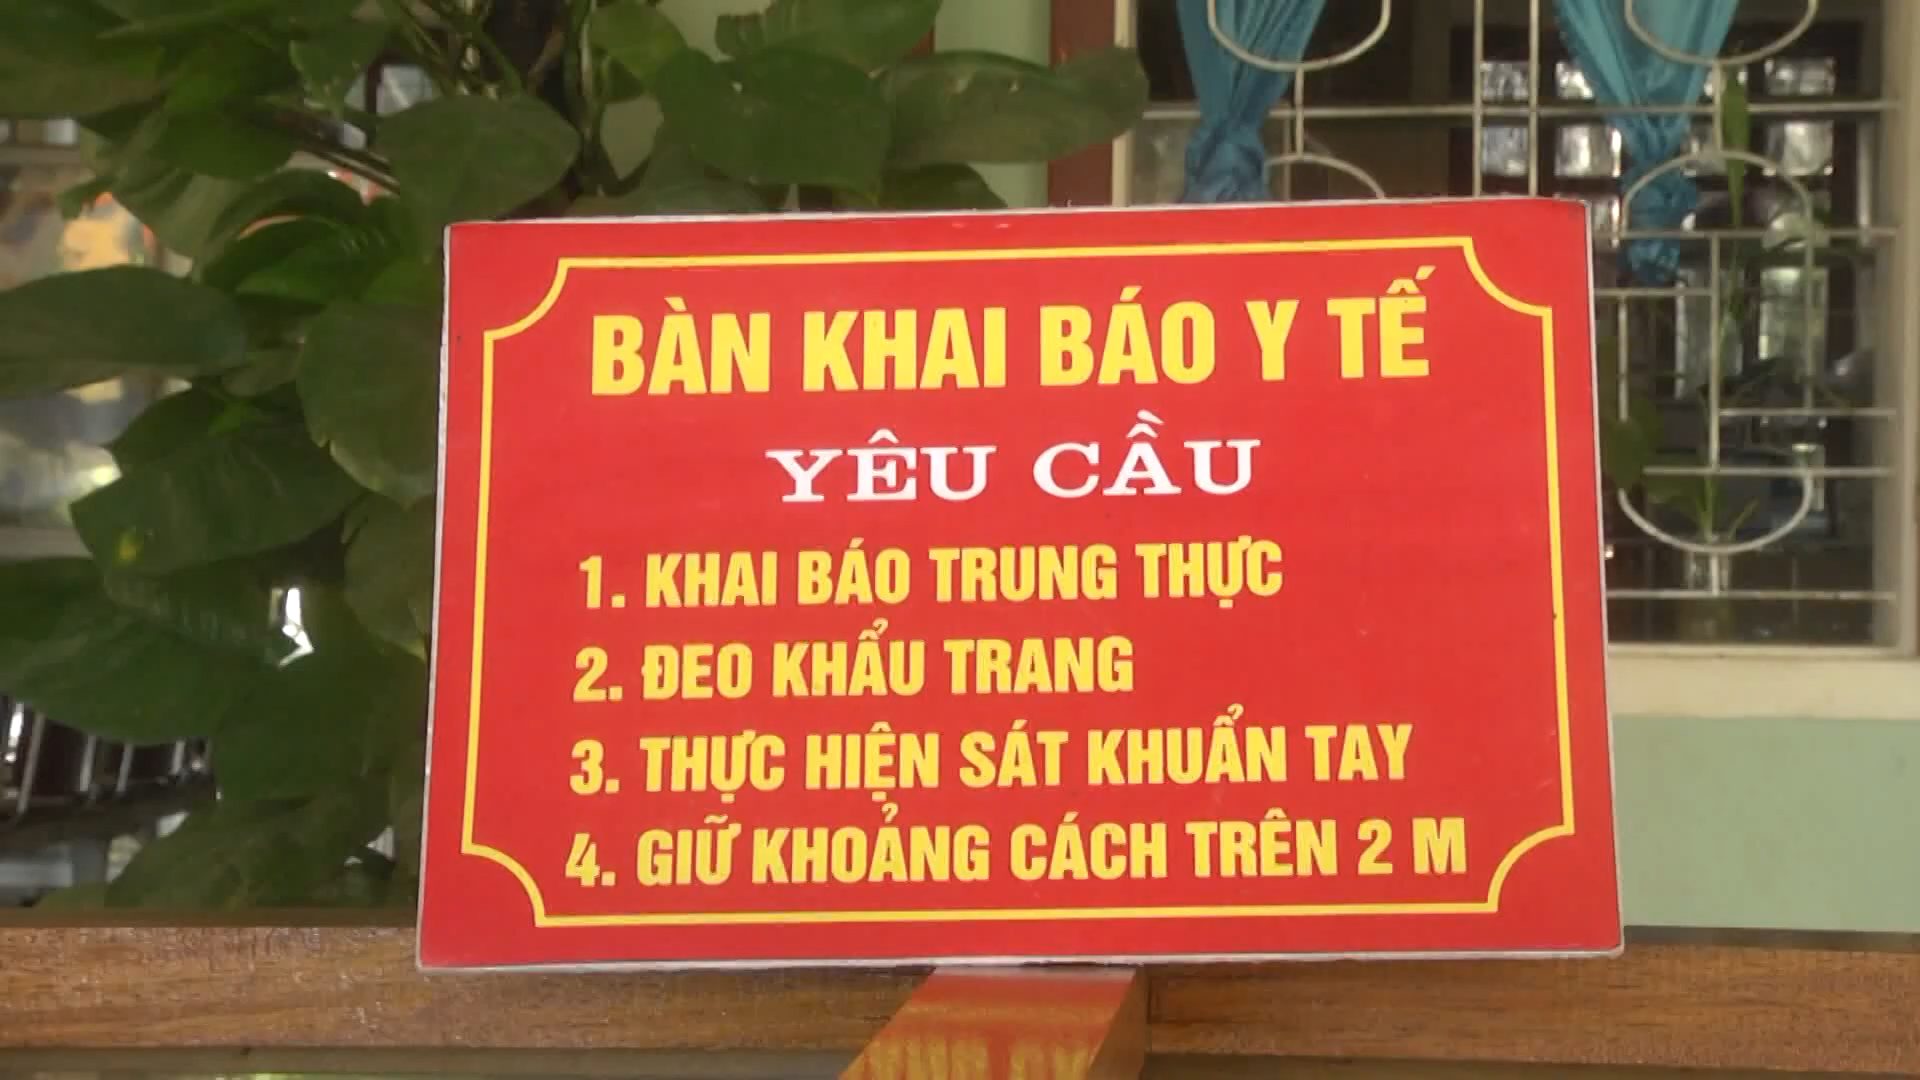 BÀN KHAI BÁO Y TẾ
YÊU CẦU
1. KHAI BÁO TRUNG THỰC
2. ĐEO KHẨU TRANG
3. THỰC HIỆN SÁT KHUẨN TAY
4. GIỮ KHOẢNG CÁCH TRÊN 2 M